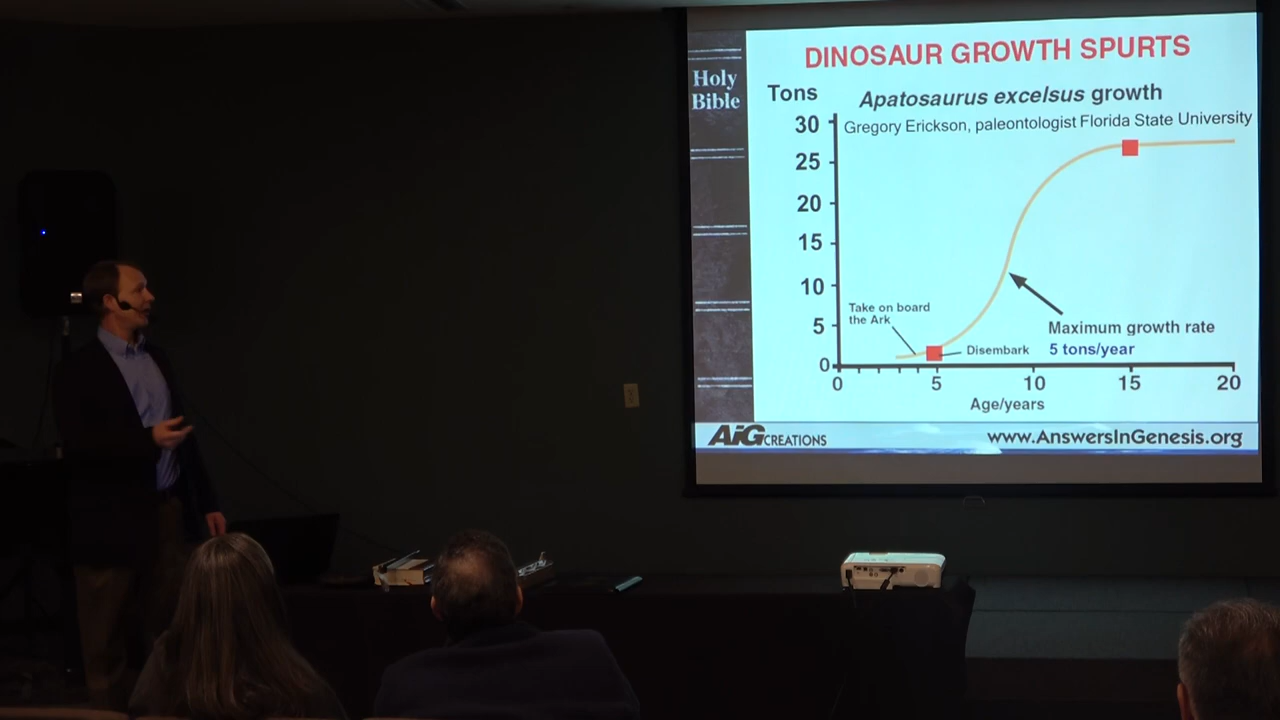 DINOSAUR GROWTH SPURTS
Holy
Bible
Tons
Apatosaurus excelsus growth
Gregory Erickson, paleontologist Florida State University
30
25
20
15
10
5
0
Take on board
the Ark
Disembark
Maximum growth rate
5 tons/year
0 5 10 15 20
Age/years
AiG CREATIONS
www.AnswersInGenesis.org